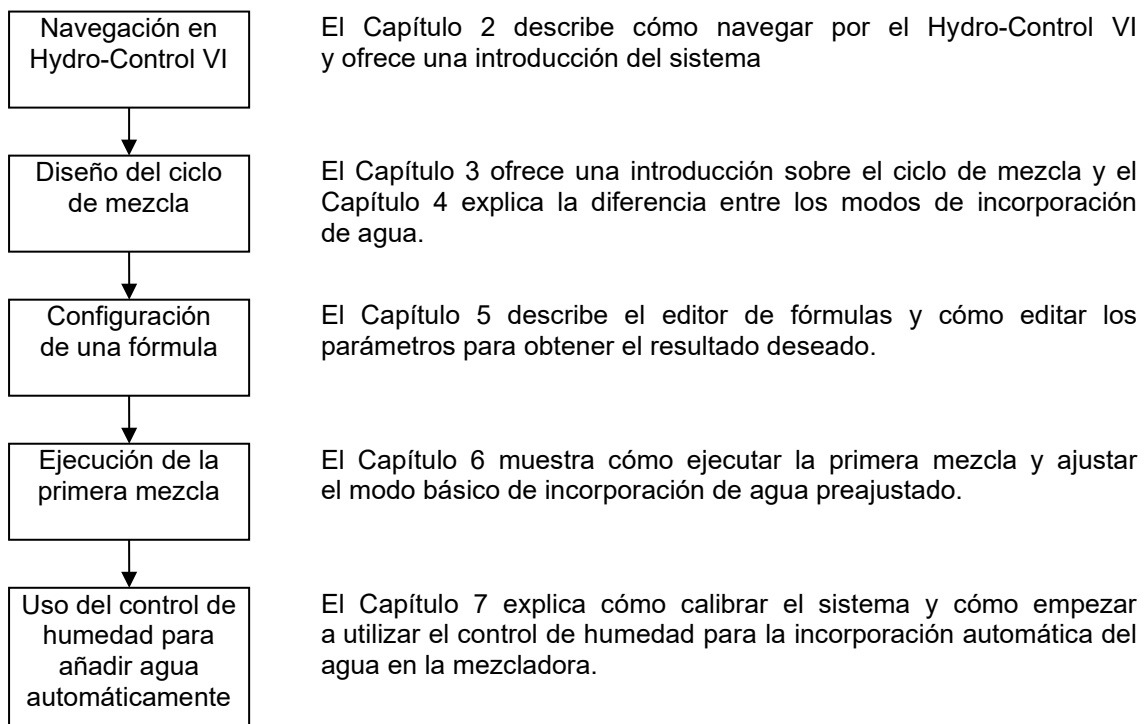 Navegación en
Hydro-Control VI
El Capítulo 2 describe cómo navegar por el Hydro-Control VI
y ofrece una introducción del sistema
Diseño del ciclo
de mezcla
El Capítulo 3 ofrece una introducción sobre el ciclo de mezcla y el
Capítulo 4 explica la diferencia entre los modos de incorporación
de agua.
Configuración
de una fórmula
El Capítulo 5 describe el editor de fórmulas y cómo editar los
parámetros para obtener el resultado deseado.
Ejecución de la
primera mezcla
El Capítulo 6 muestra cómo ejecutar la primera mezcla y ajustar
el modo básico de incorporación de agua preajustado.
Uso del control de
humedad para
añadir agua
automáticamente
El Capítulo 7 explica cómo calibrar el sistema y cómo empezar
a utilizar el control de humedad para la incorporación automática del
agua en la mezcladora.